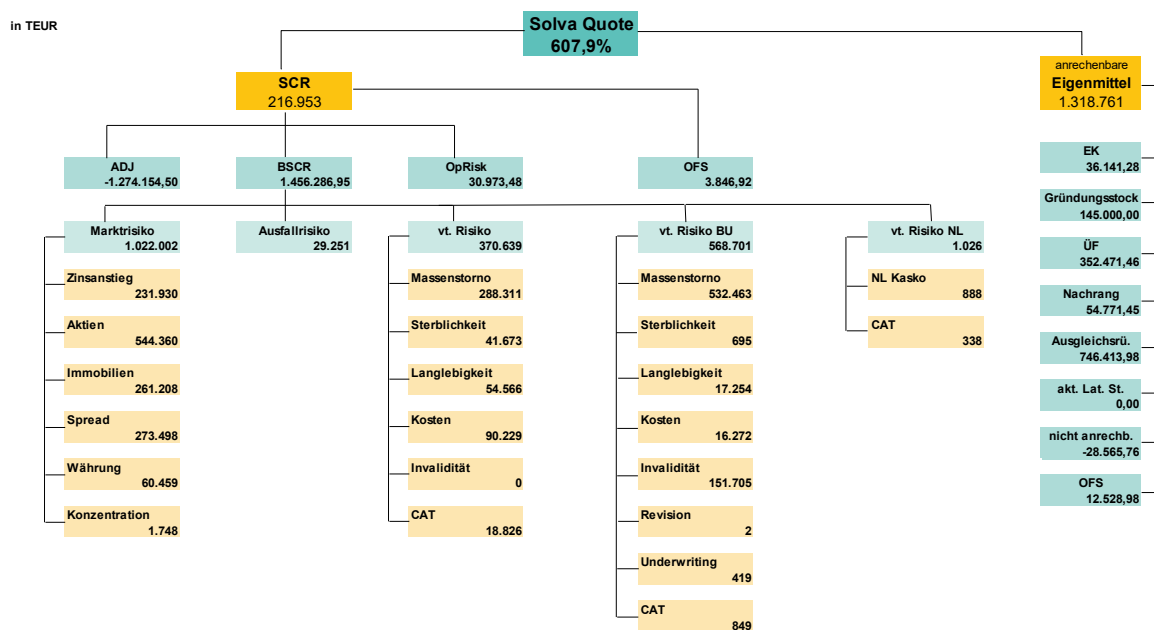 in TEUR
Solva Quote
607,9%
SCR
216.953
anrechenbare
Eigenmittel
1.318.761
ADJ
-1.274.154,50
BSCR
1.456.286,95
OpRisk
30.973,48
OFS
3.846,92
Marktrisiko
1.022.002
Zinsanstieg
231.930
Aktien
544.360
Immobilien
261.208
Spread
273.498
Währung
60.459
Konzentration
1.748
Ausfallrisiko
29.251
vt. Risiko
370.639
Massenstorno
288.311
Sterblichkeit
41.673
Langlebigkeit
54.566
Kosten
90.229
Invalidität
0
CAT
18.826
vt. Risiko BU
568.701
Massenstorno
532.463
Sterblichkeit
695
Langlebigkeit
17.254
Kosten
16.272
Invalidität
151.705
Revision
2
Underwriting
419
CAT
849
vt. Risiko NL
1.026
NL Kasko
888
CAT
338
EK
36.141,28
Gründungsstock
145.000,00
ÜF
352.471,46
Nachrang
54.771,45
Ausgleichsrü.
746.413,98
akt. Lat. St.
0,00
nicht anrechb.
-28.565,76
OFS
12.528,98